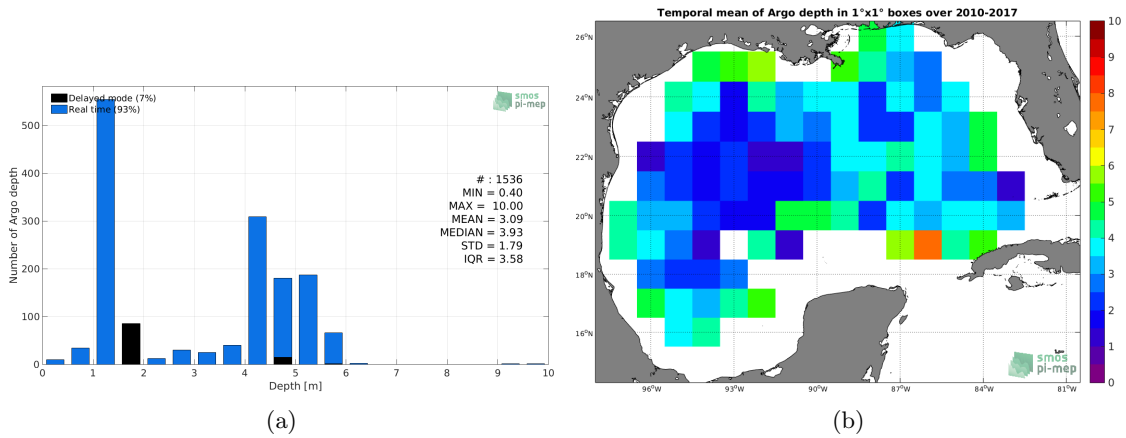 Delayed mode (7%)
Real time (93%)
smos
pi-mep
Number of Argo depth
500
400
300
200
100
0
# : 1536
MIN = 0.40
MAX = 10.00
MEAN = 3.09
MEDIAN = 3.93
STD = 1.79
IQR = 3.58
0 1 2 3 4 5 6 7 8 9 10
Depth [m]
(a)
Temporal mean of Argo depth in 1°x1° boxes over 2010-2017
26°N
24°N
22°N
20°N
18°N
16°N
96°W 93°W 90°W 87°W 84°W 81°W
smos
pi-mep
10
9
8
7
6
5
4
3
2
1
0
(b)